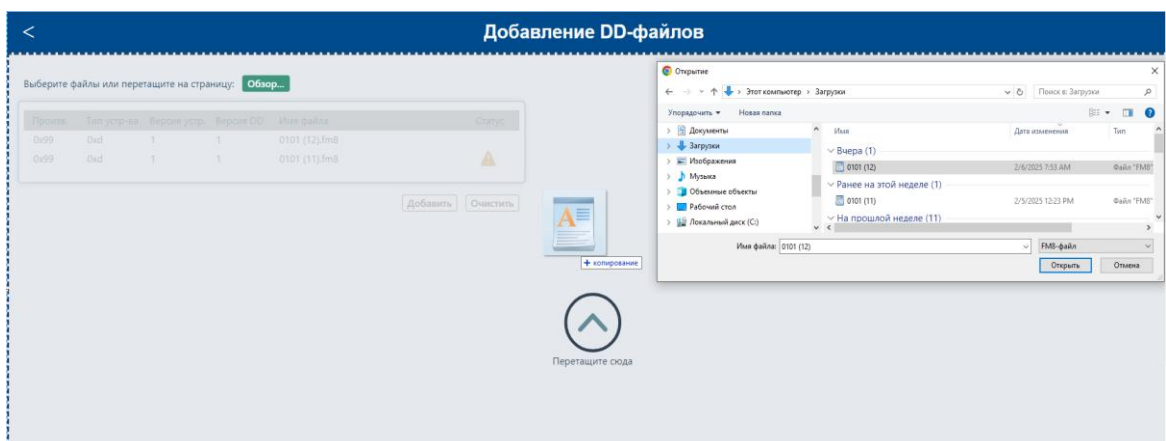 <
Добавление DD-файлов
Выберите файлы или перетащите на страницу: Обзор...
Произв. Тип устр-ва Версия устр. Версия DD Имя файла Статус
0x99 0xd 1 1 0101 (12).fm8
0x99 0xd 1 1 0101 (11).fm8
Добавить Очистить
A
+ копирование
Перетащите сюда
Открытие
Этот компьютер > Загрузки
Поиск в: Загрузки
Упорядочить Новая папка
Документы
Загрузки
Изображения
Музыка
Объемные объекты
Рабочий стол
Локальный диск (C:)
Имя Дата изменения Тип
Вчера (1)
0101 (12) 2/6/2025 7:53 AM Файл "FM8"
Ранее на этой неделе (1)
0101 (11) 2/5/2025 12:23 PM Файл "FM8"
На прошлой неделе (11)
Имя файла: 0101 (12) FM8-файл
Открыть Отмена